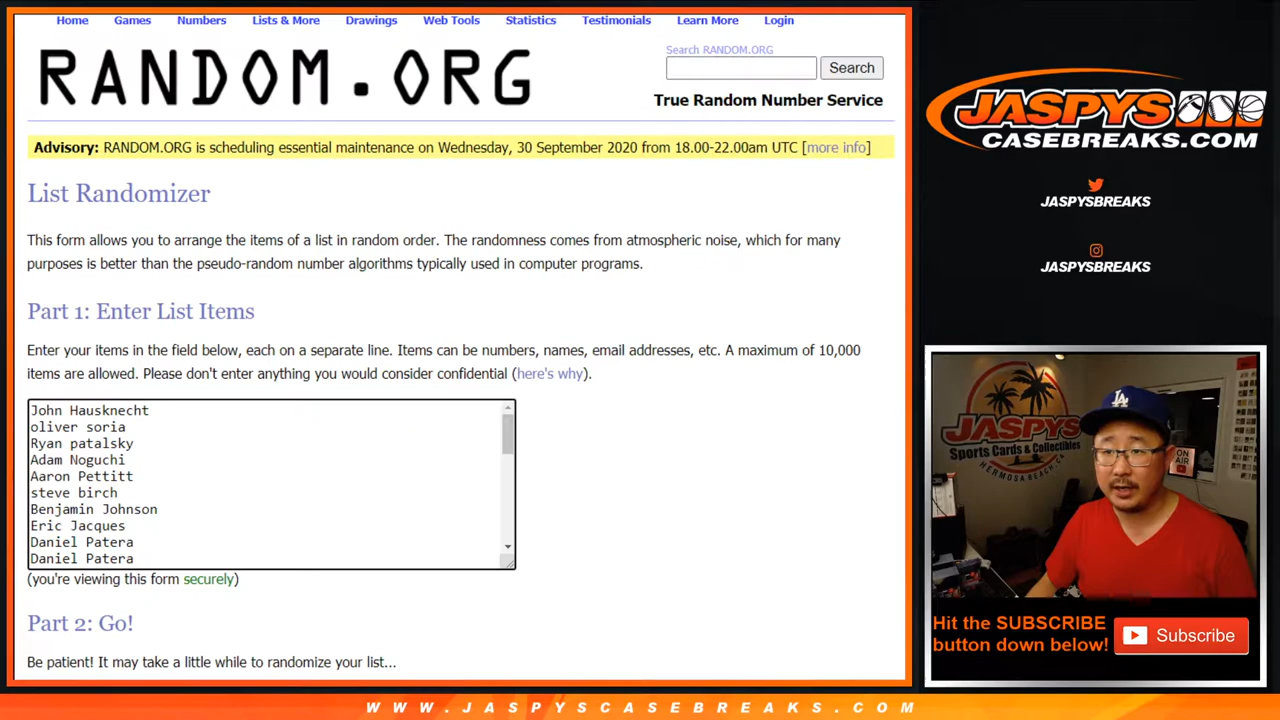 Home Games Numbers Lists & More Drawings Web Tools Statistics Testimonials Learn More Login
RANDOM.ORG
Search RANDOM.ORG
Search
True Random Number Service
Advisory: RANDOM.ORG is scheduling essential maintenance on Wednesday, 30 September 2020 from 18.00-22.00am UTC [more info]
List Randomizer
This form allows you to arrange the items of a list in random order. The randomness comes from atmospheric noise, which for many
purposes is better than the pseudo-random number algorithms typically used in computer programs.
Part 1: Enter List Items
Enter your items in the field below, each on a separate line. Items can be numbers, names, email addresses, etc. A maximum of 10,000
items are allowed. Please don't enter anything you would consider confidential (here's why).
John Hausknecht
oliver soria
Ryan patalsky
Adam Noguchi
Aaron Pettitt
steve birch
Benjamin Johnson
Eric Jacques
Daniel Patera
Daniel Patera
(you're viewing this form securely)
Part 2: Go!
Be patient! It may take a little while to randomize your list...
JASPYS
CASEBREAKS.COM
JASPYSBREAKS
JASPYSBREAKS
JASPYS
Sports Cards & Collectibles
HERMOSA BEACH, CA
LA
ON
AIR
Hit the SUBSCRIBE
button down below!
Subscribe
WWW.JASPYSCASEBREAKS.COM